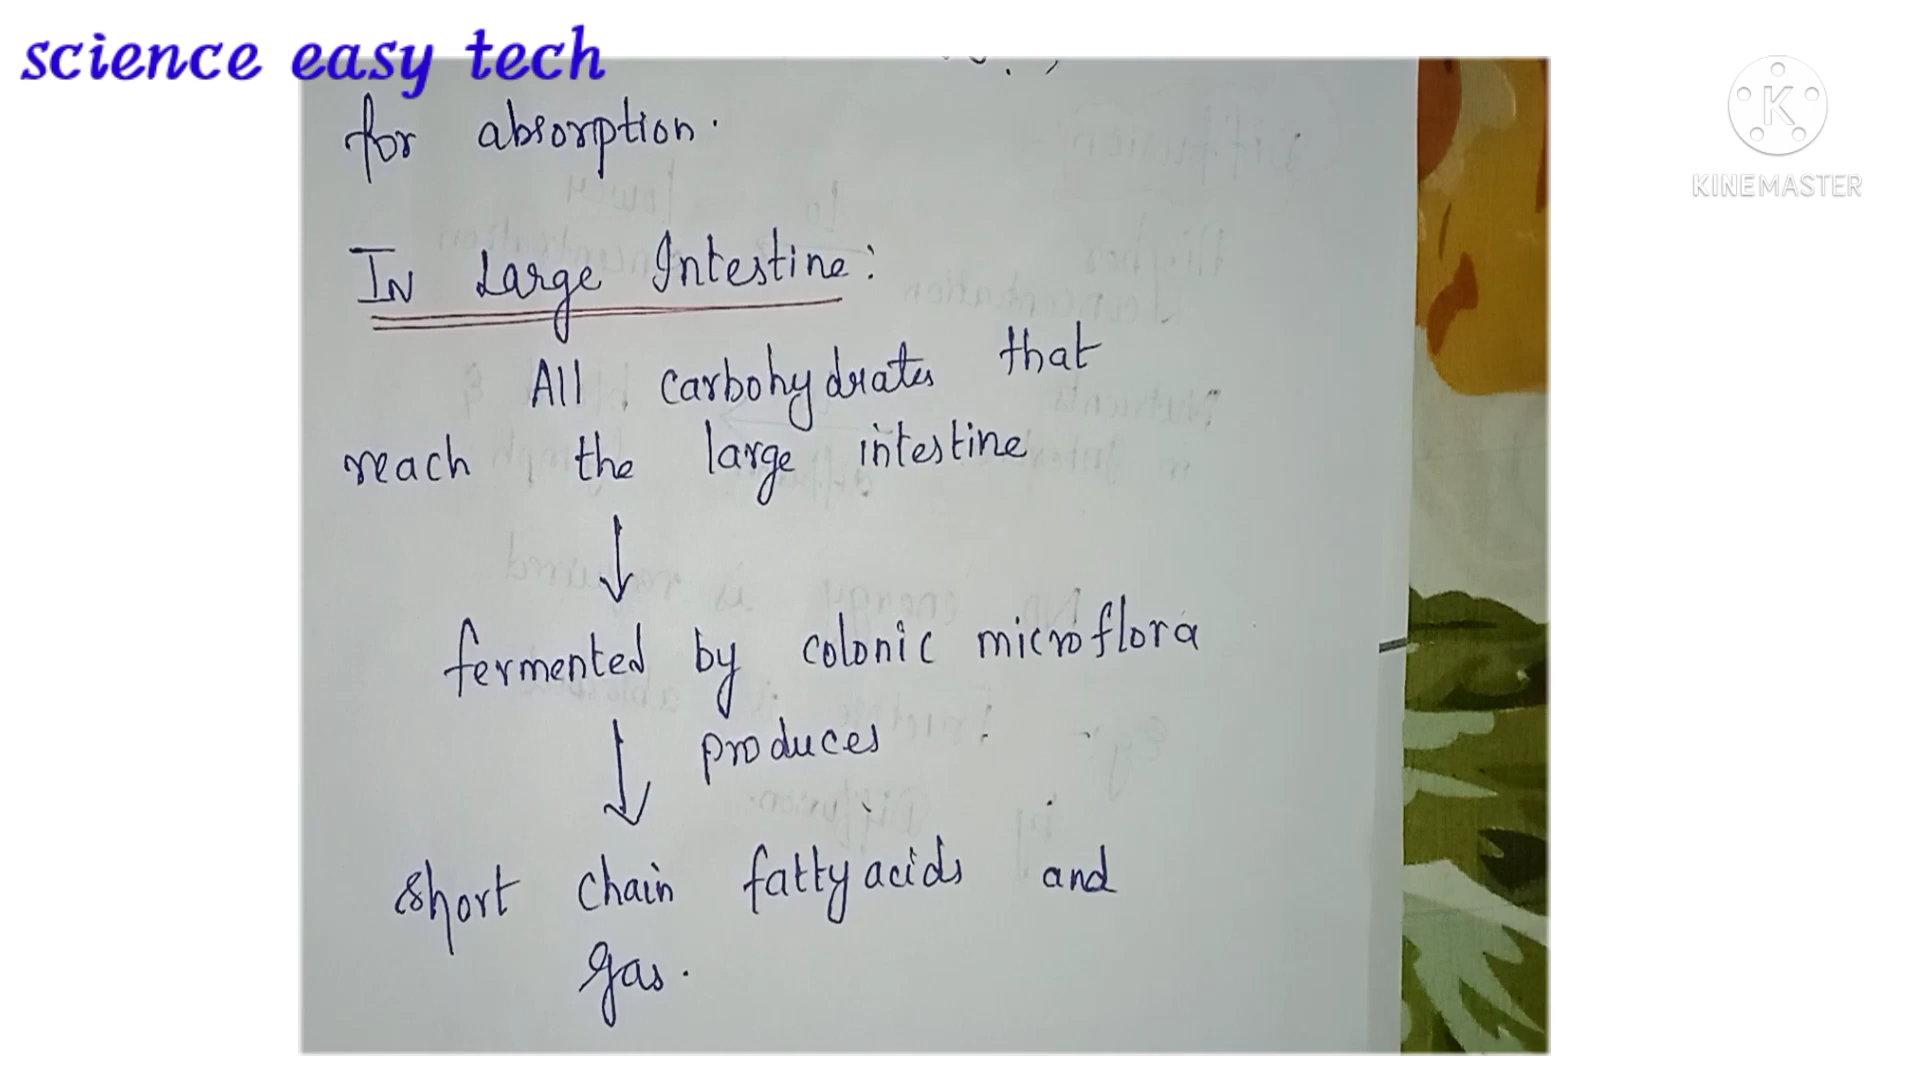 science easy tech
KINEMASTER
for absorption.
In Large Intestine:
All carbohydrates that
reach the large intestine
↓
fermented by colonic microflora
↓ produces
short chain fatty acids and
gas.